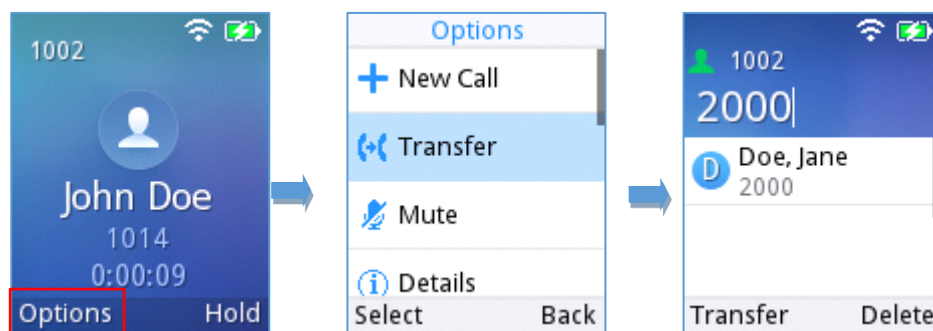 1002
John Doe
1014
0:00:09
Options Hold
Options
New Call
Transfer
Mute
Details
Select Back
1002
2000
D Doe, Jane
2000
Transfer Delete